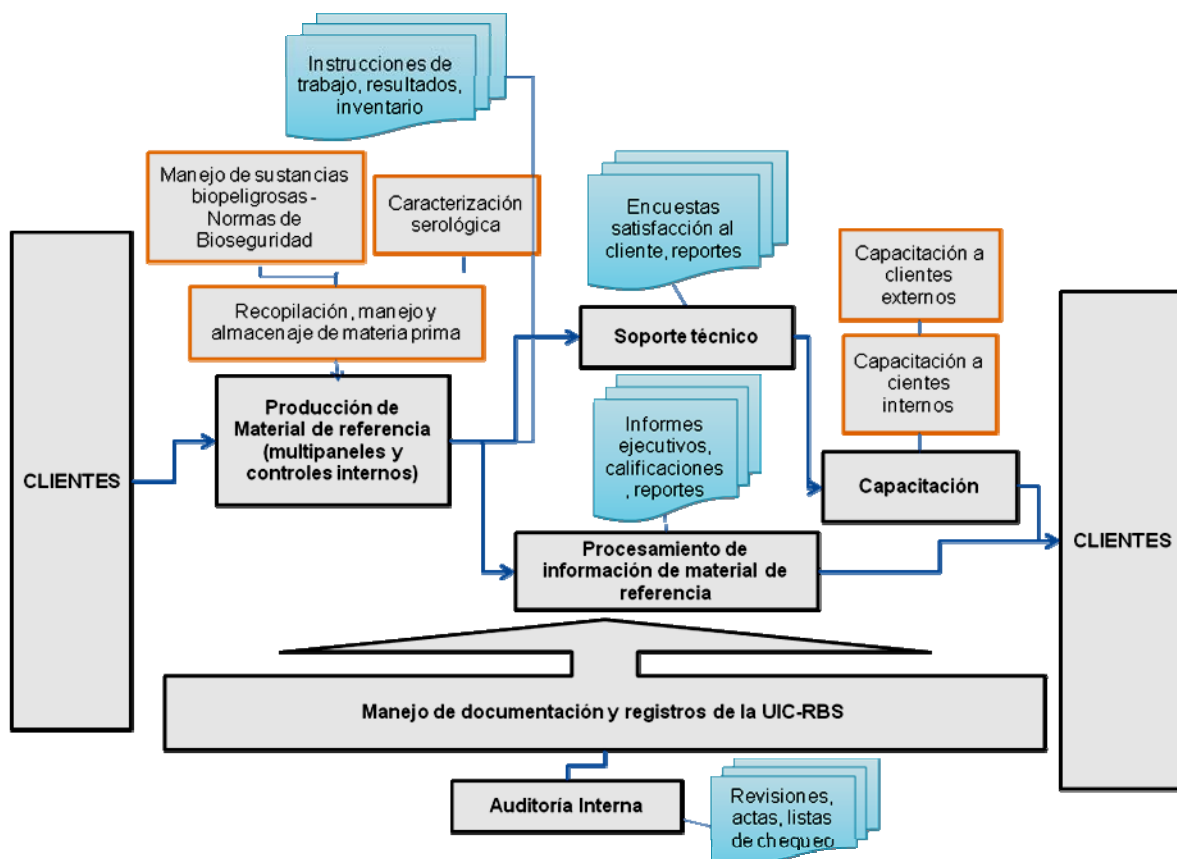 Instrucciones de
trabajo, resultados,
inventario
Manejo de sustancias
biopeligrosas -
Normas de
Bioseguridad
Caracterización
serológica
Encuestas
satisfacción al
cliente, reportes
Capacitación a
clientes
externos
Recopilación, manejo y
almacenaje de materia prima
Soporte técnico
Capacitación a
cientes
internos
CLIENTES
Producción de
Material de referencia
(multipaneles y
controles internos)
Informes
ejecutivos,
calificaciones
, reportes
Capacitación
CLIENTES
Procesamiento de
información de material de
referencia
Manejo de documentación y registros de la UIC-RBS
Auditoría Interna
Revisiones,
actas, listas
de chequeo